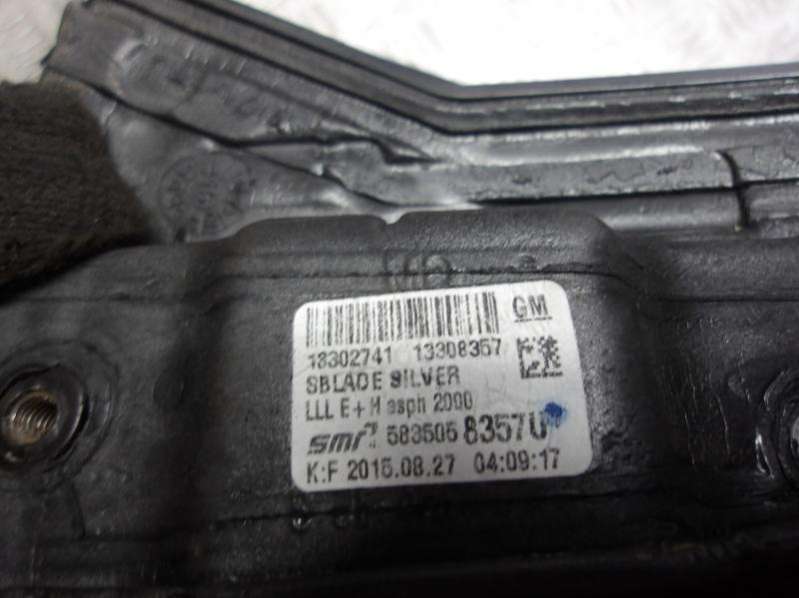 GM
13302741 13308357
SBLADE SILVER
LLL E+H asph 2000
smr 583505 8357U
K:F 2015.08.27 04:09:17